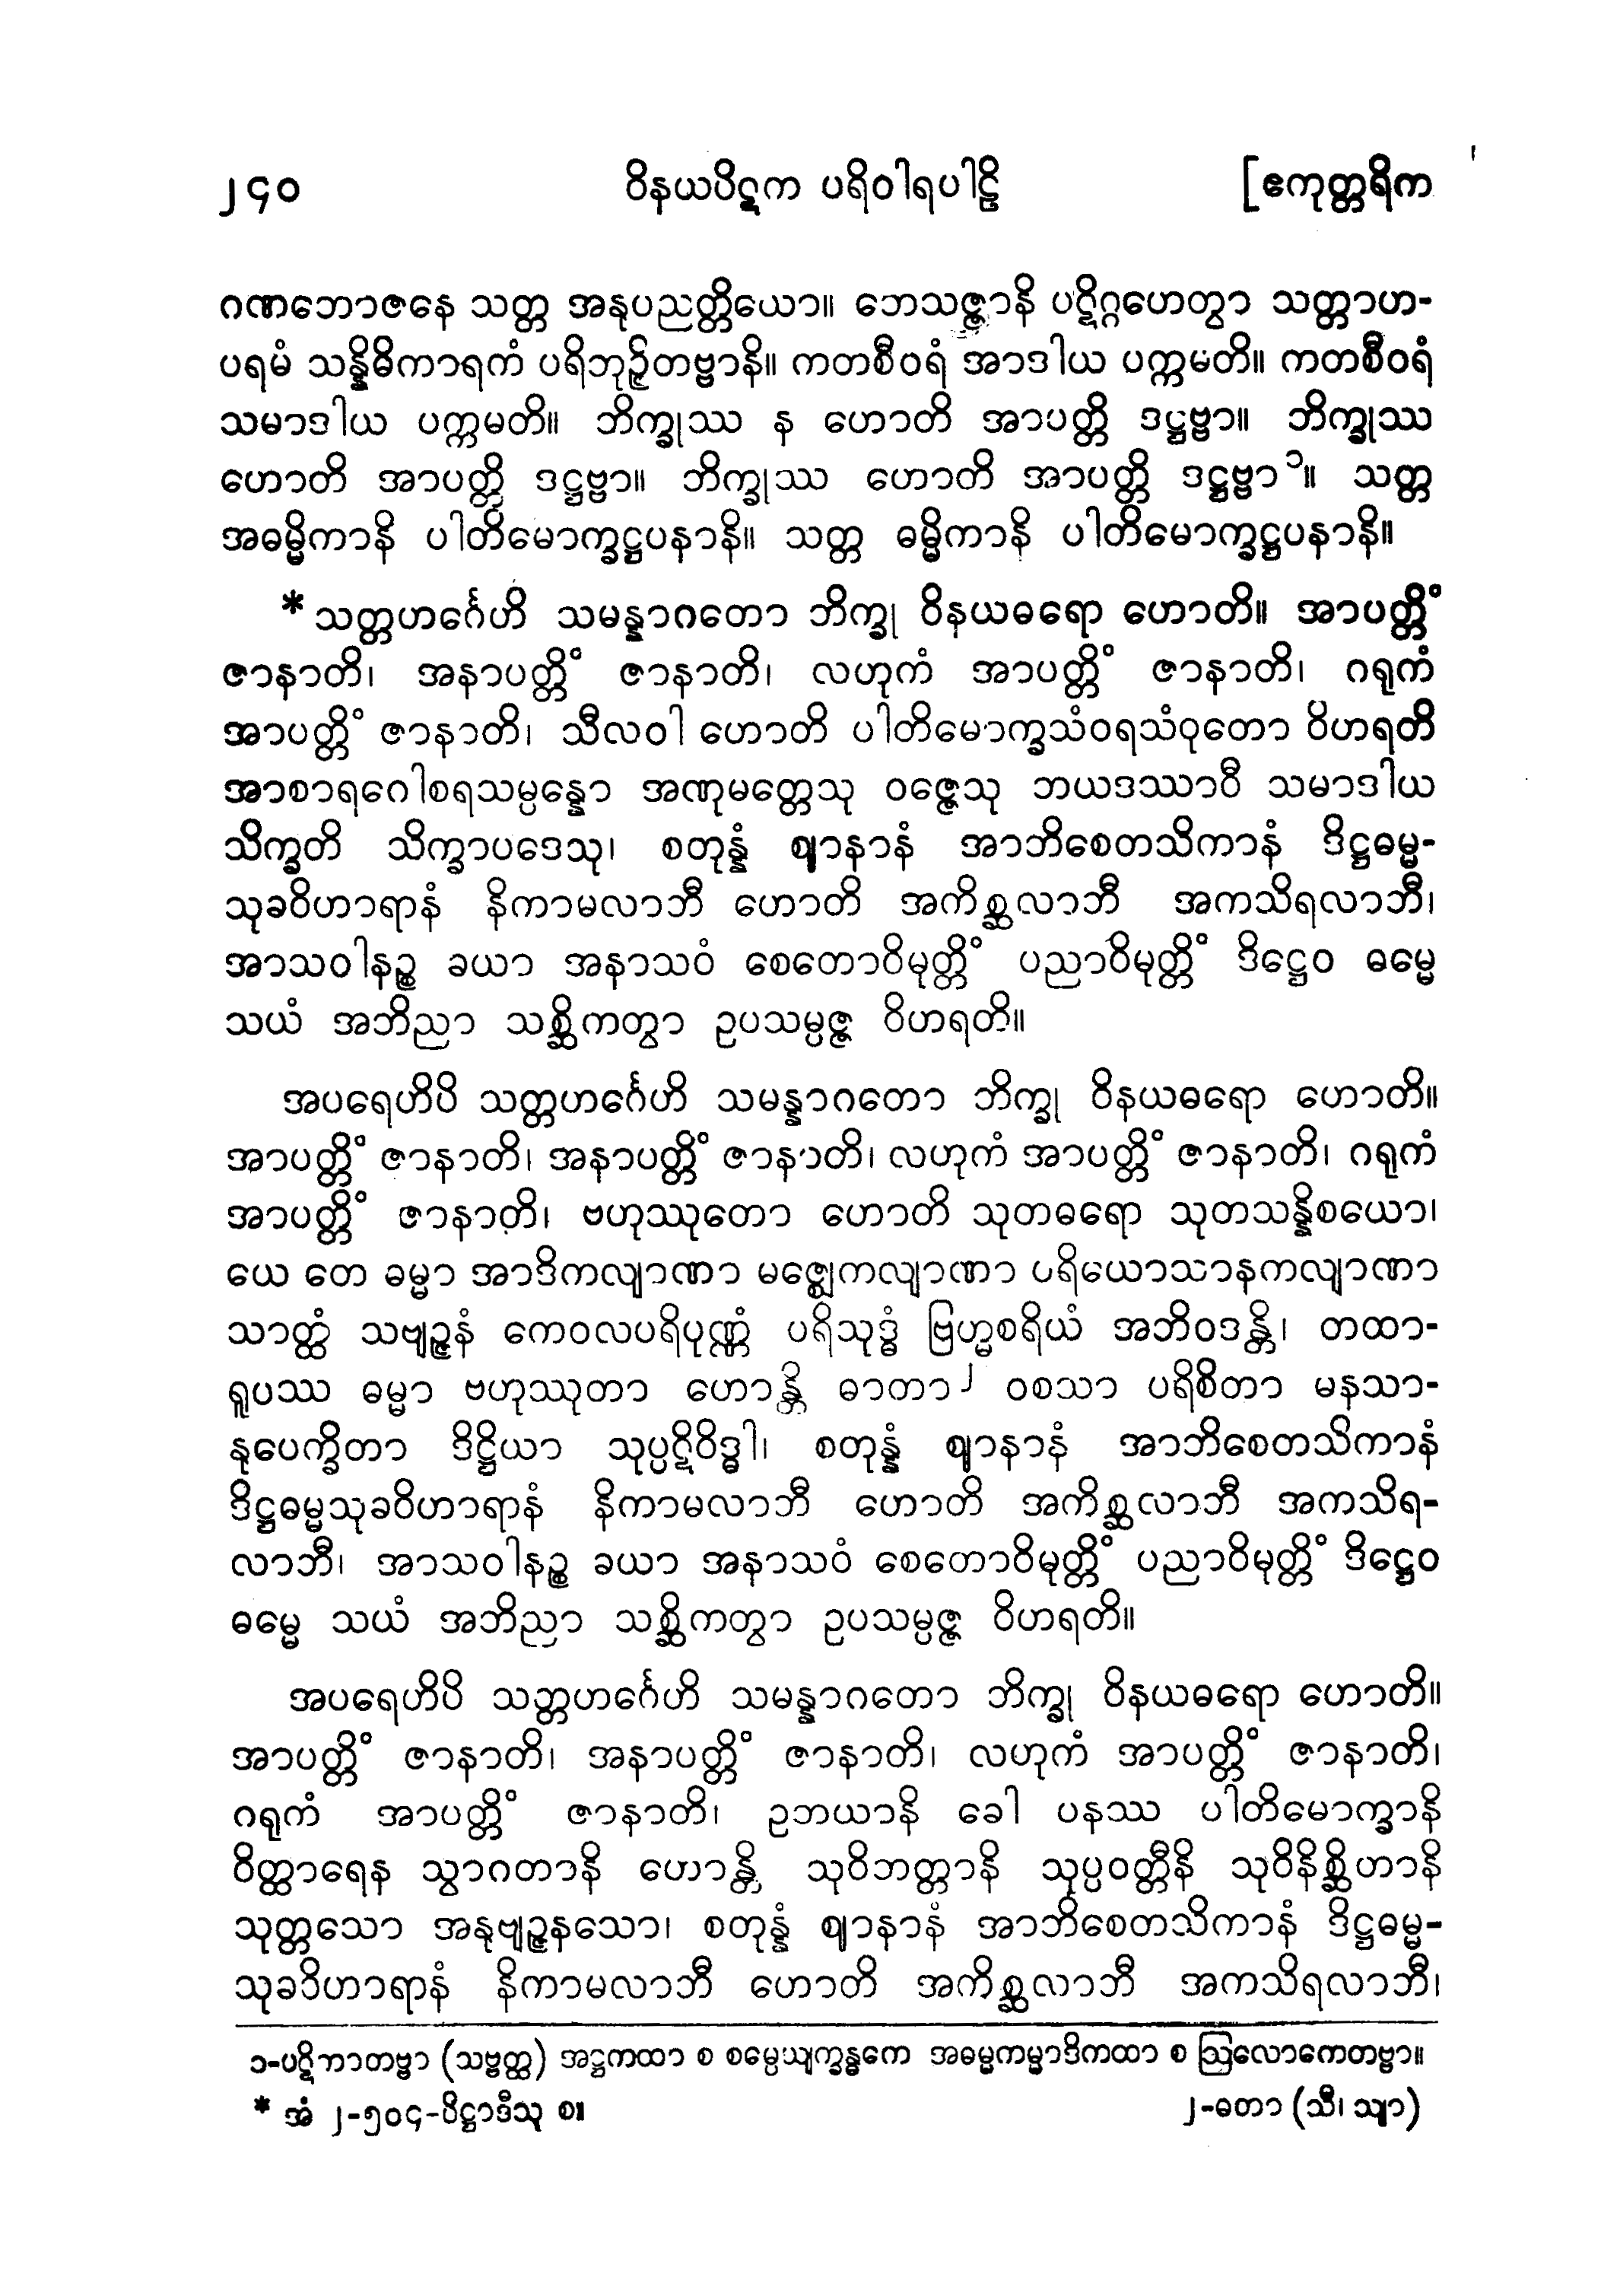 ၂၄၀ ဝိနယပိဋက ပရိဝါရပါဠိ [ဧကုတ္တရိက
ဂဏဘောဇနေ သတ္တ အနုပညတ္တိယော။ ဘေသဇ္ဇာနိ ပဋိဂ္ဂဟေတွာ သတ္တာဟ-
ပရမံ သန္နိဓိကာရကံ ပရိဘုဉ္ဇိတဗ္ဗာနိ။ ကတစီဝရံ အာဒါယ ပက္ကမတိ။ ကတစီဝရံ
သမာဒါယ ပက္ကမတိ။ ဘိက္ခုဿ န ဟောတိ အာပတ္တိ ဒဋ္ဌဗ္ဗာ။ ဘိက္ခုဿ
ဟောတိ အာပတ္တိ ဒဋ္ဌဗ္ဗာ။ ဘိက္ခုဿ ဟောတိ အာပတ္တိ ဒဋ္ဌဗ္ဗာ၁။ သတ္တ
အဓမ္မိကာနိ ပါတိမောက္ခဋ္ဌပနာနိ။ သတ္တ ဓမ္မိကာနိ ပါတိမောက္ခဋ္ဌပနာနိ။
* သတ္တဟင်္ဂေဟိ သမန္နာဂတော ဘိက္ခု ဝိနယဓရော ဟောတိ။ အာပတ္တိံ
ဇာနာတိ၊ အနာပတ္တိံ ဇာနာတိ၊ လဟုကံ အာပတ္တိံ ဇာနာတိ၊ ဂရုကံ
အာပတ္တိံ ဇာနာတိ၊ သီလဝါ ဟောတိ ပါတိမောက္ခသံဝရသံဝုတော ဝိဟရတိ
အာစာရဂေါစရသမ္ပန္နော အဏုမတ္တေသု ဝဇ္ဇေသု ဘယဒဿာဝီ သမာဒါယ
သိက္ခတိ သိက္ခာပဒေသု၊ စတုန္နံ ဈာနာနံ အာဘိစေတသိကာနံ ဒိဋ္ဌဓမ္မ-
သုခဝိဟာရာနံ နိကာမလာဘီ ဟောတိ အကိစ္ဆလာဘီ အကသိရလာဘီ၊
အာသဝါနဉ္စ ခယာ အနာသဝံ စေတောဝိမုတ္တိံ ပညာဝိမုတ္တိံ ဒိဋ္ဌေဝ ဓမ္မေ
သယံ အဘိညာ သစ္ဆိကတွာ ဥပသမ္ပဇ္ဇ ဝိဟရတိ။
အပရေဟိပိ သတ္တဟင်္ဂေဟိ သမန္နာဂတော ဘိက္ခု ဝိနယဓရော ဟောတိ။
အာပတ္တိံ ဇာနာတိ၊ အနာပတ္တိံ ဇာနာတိ၊ လဟုကံ အာပတ္တိံ ဇာနာတိ၊ ဂရုကံ
အာပတ္တိံ ဇာနာတိ၊ ဗဟုဿုတော ဟောတိ သုတဓရော သုတသန္နိစယော၊
ယေ တေ ဓမ္မာ အာဒိကလျာဏာ မဇ္ဈေကလျာဏာ ပရိယောသာနကလျာဏာ
သာတ္ထံ သဗျဉ္ဇနံ ကေဝလပရိပုဏ္ဏံ ပရိသုဒ္ဓံ ဗြဟ္မစရိယံ အဘိဝဒန္တိ၊ တထာ-
ရူပဿ ဓမ္မာ ဗဟုဿုတာ ဟောန္တိ ဓာတာ၂ ဝစသာ ပရိစိတာ မနသာ-
နုပေက္ခိတာ ဒိဋ္ဌိယာ သုပ္ပဋိဝိဒ္ဓါ၊ စတုန္နံ ဈာနာနံ အာဘိစေတသိကာနံ
ဒိဋ္ဌဓမ္မသုခဝိဟာရာနံ နိကာမလာဘီ ဟောတိ အကိစ္ဆလာဘီ အကသိရ-
လာဘီ၊ အာသဝါနဉ္စ ခယာ အနာသဝံ စေတောဝိမုတ္တိံ ပညာဝိမုတ္တိံ ဒိဋ္ဌေဝ
ဓမ္မေ သယံ အဘိညာ သစ္ဆိကတွာ ဥပသမ္ပဇ္ဇ ဝိဟရတိ။
အပရေဟိပိ သတ္တဟင်္ဂေဟိ သမန္နာဂတော ဘိက္ခု ဝိနယဓရော ဟောတိ။
အာပတ္တိံ ဇာနာတိ၊ အနာပတ္တိံ ဇာနာတိ၊ လဟုကံ အာပတ္တိံ ဇာနာတိ၊
ဂရုကံ အာပတ္တိံ ဇာနာတိ၊ ဥဘယာနိ ခေါ ပနဿ ပါတိမောက္ခာနိ
ဝိတ္ထာရေန သွာဂတာနိ ဟောန္တိ သုဝိဘတ္တာနိ သုပ္ပဝတ္တီနိ သုဝိနိစ္ဆိဟာနိ
သုတ္တသော အနုဗျဉ္ဇနသော၊ စတုန္နံ ဈာနာနံ အာဘိစေတသိကာနံ ဒိဋ္ဌဓမ္မ-
သုခဝိဟာရာနံ နိကာမလာဘီ ဟောတိ အကိစ္ဆလာဘီ အကသိရလာဘီ၊
၁-ပဋိကာတဗ္ဗာ (သဗ္ဗတ္ထ) အဋ္ဌကထာ စ စမ္ပေယျက္ခန္ဓကေ အဓမ္မကမ္မာဒိကထာ စ ဩလောကေတဗ္ဗာ။
* အံ ၂-၅၀၄-ပိဋ္ဌာဒီသု စ။ ၂-ဓတာ (သီ၊ သျာ)